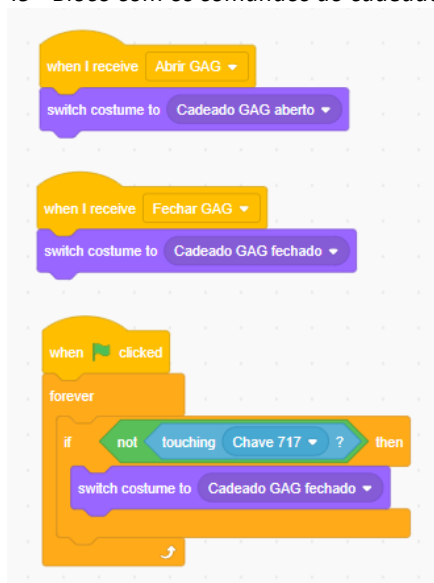 when I receive Abrir GAG
switch costume to Cadeado GAG aberto
when I receive Fechar GAG
switch costume to Cadeado GAG fechado
when clicked
forever
if not touching Chave 717 ? then
switch costume to Cadeado GAG fechado